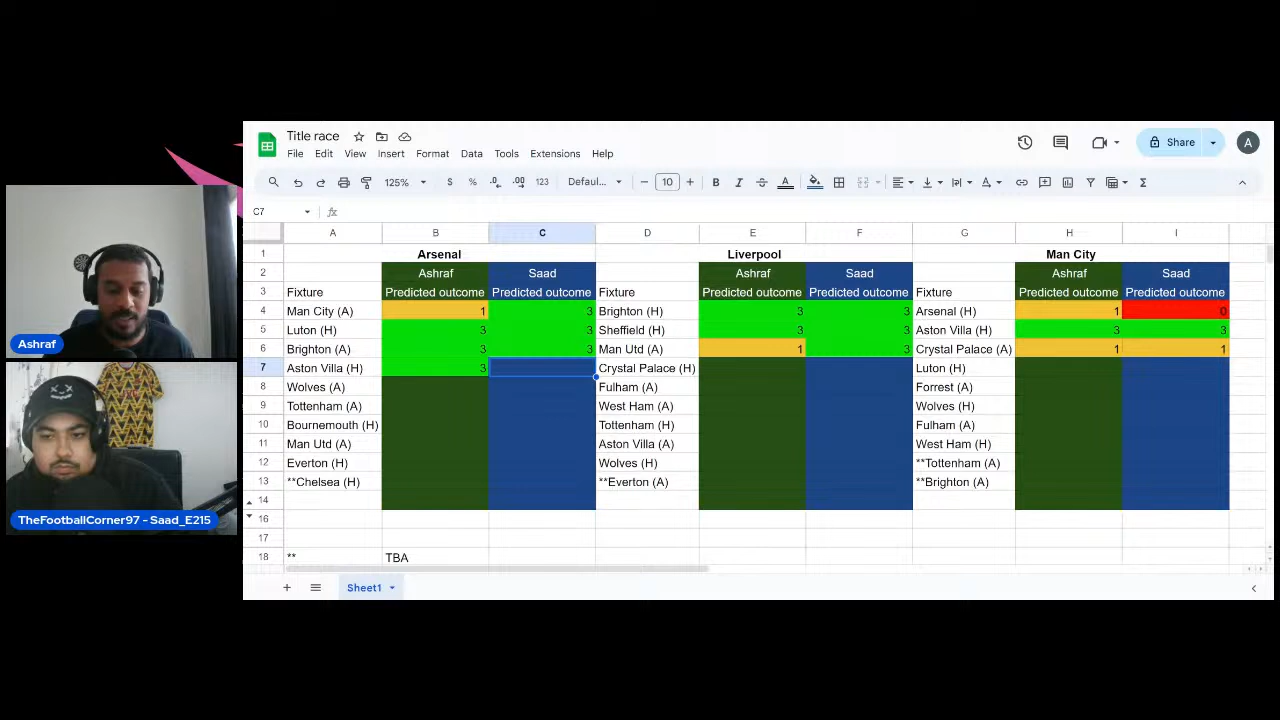 Title race
File Edit View Insert Format Data Tools Extensions Help
Share
A
125% $ % .0 .00 123 Defaul... 10 B I A
C7 fx
A B C D E F G H I
1 Arsenal Liverpool Man City
2 Ashraf Saad Ashraf Saad Ashraf Saad
3 Fixture Predicted outcome Predicted outcome Fixture Predicted outcome Predicted outcome Fixture Predicted outcome Predicted outcome
4 Man City (A) 1 3 Brighton (H) 3 3 Arsenal (H) 1 0
5 Luton (H) 3 3 Sheffield (H) 3 3 Aston Villa (H) 3 3
6 Brighton (A) 3 3 Man Utd (A) 1 3 Crystal Palace (A) 1 1
7 Aston Villa (H) 3 Crystal Palace (H) Luton (H)
8 Wolves (A) Fulham (A) Forrest (A)
9 Tottenham (A) West Ham (A) Wolves (H)
10 Bournemouth (H) Tottenham (H) Fulham (A)
11 Man Utd (A) Aston Villa (A) West Ham (H)
12 Everton (H) Wolves (H) **Tottenham (A)
13 **Chelsea (H) **Everton (A) **Brighton (A)
14
16
17
18 ** TBA
Sheet1
Ashraf
TheFootballCorner97 - Saad_E215